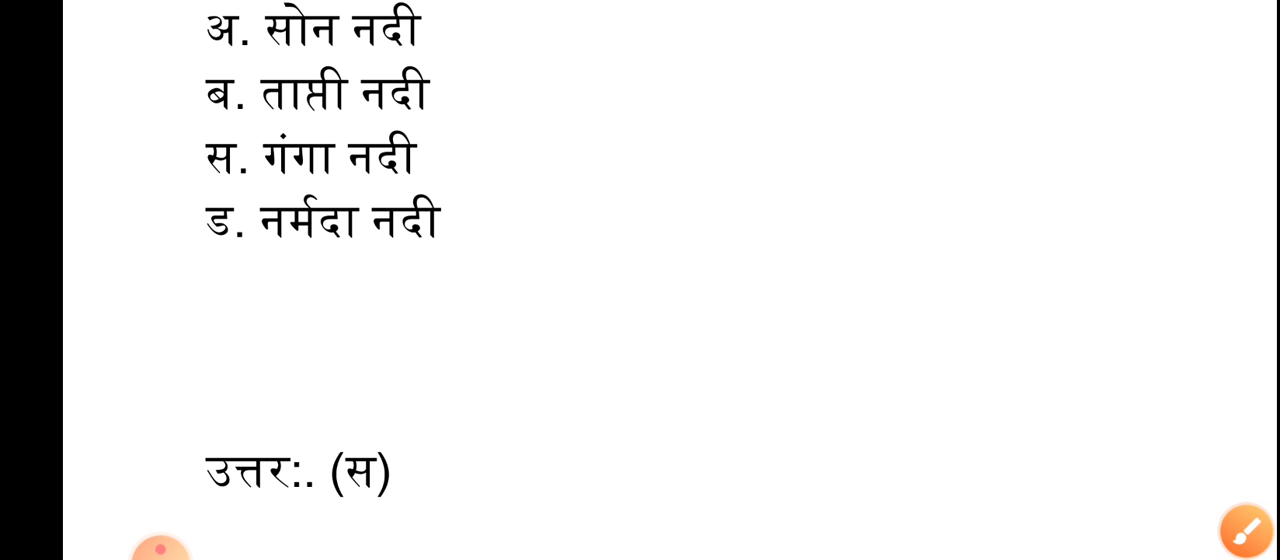 अ. सोन नदी
ब. ताप्ती नदी
स. गंगा नदी
ड. नर्मदा नदी
उत्तर:. (स)